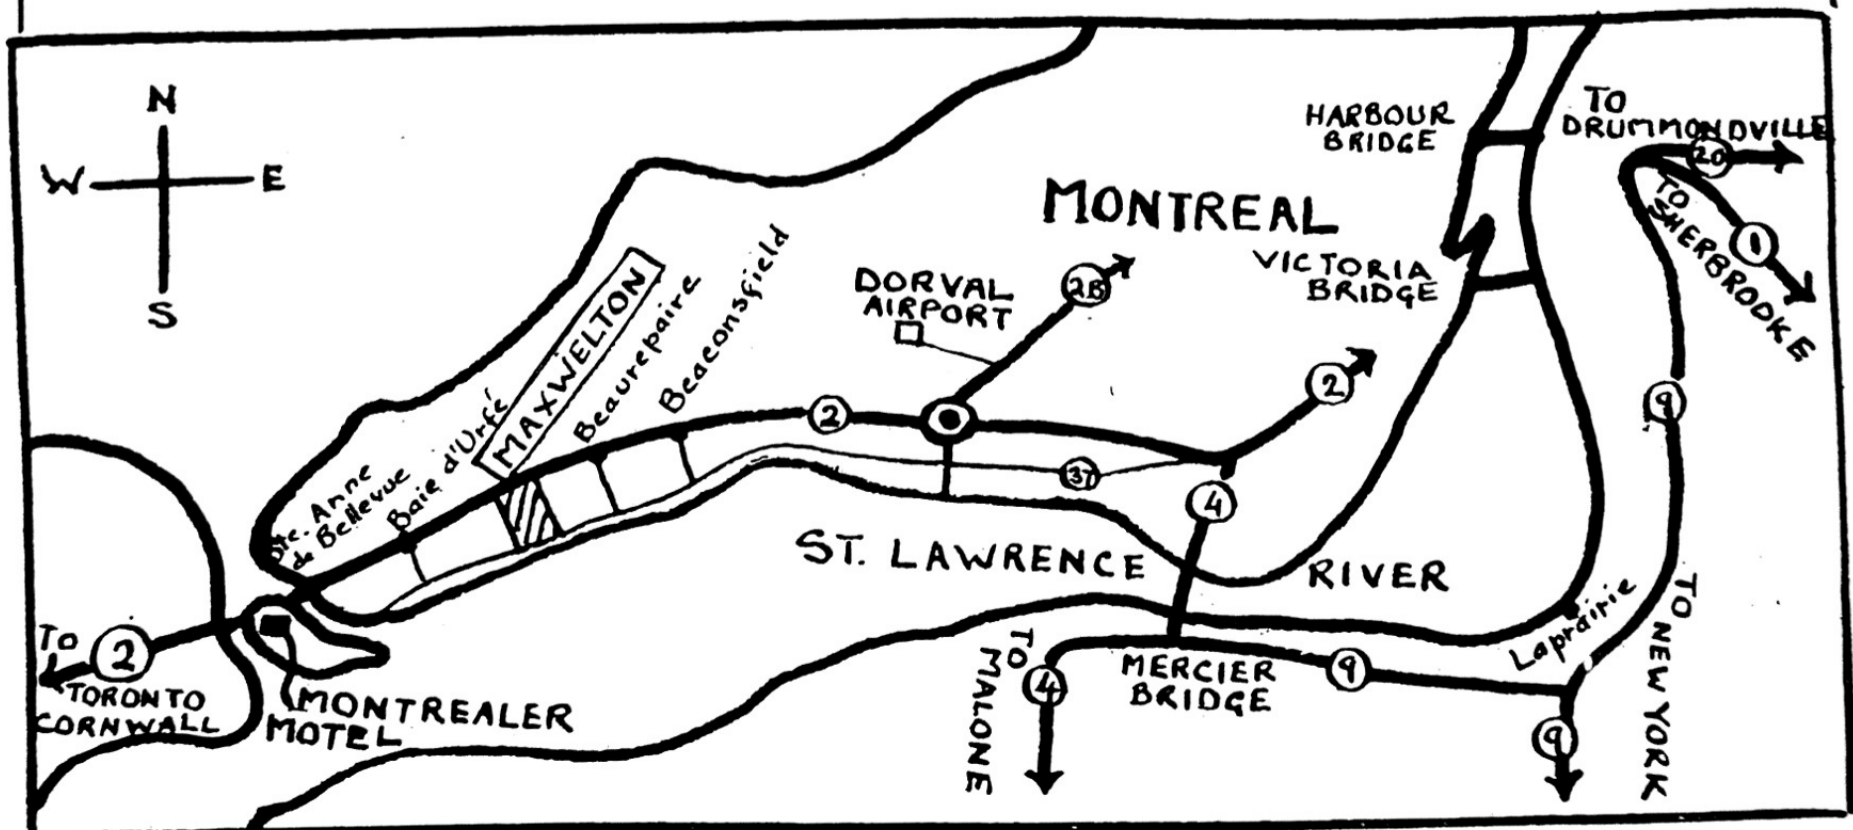 N
W E
S
HARBOUR
BRIDGE
TO
DRUMMONDVILLE
20
TO
SHERBROOKE
1
MONTREAL
VICTORIA
BRIDGE
DORVAL
AIRPORT
2B
MAXWELTON
Beaurepaire
Beaconsfield
Baie d'Urfé
Ste. Anne
de Bellevue
2
2
37
4
9
ST. LAWRENCE RIVER
Laprairie
TO NEW YORK
TO
2
TORONTO
CORNWALL
MONTREALER
MOTEL
TO
MALONE
4
MERCIER
BRIDGE
9
9